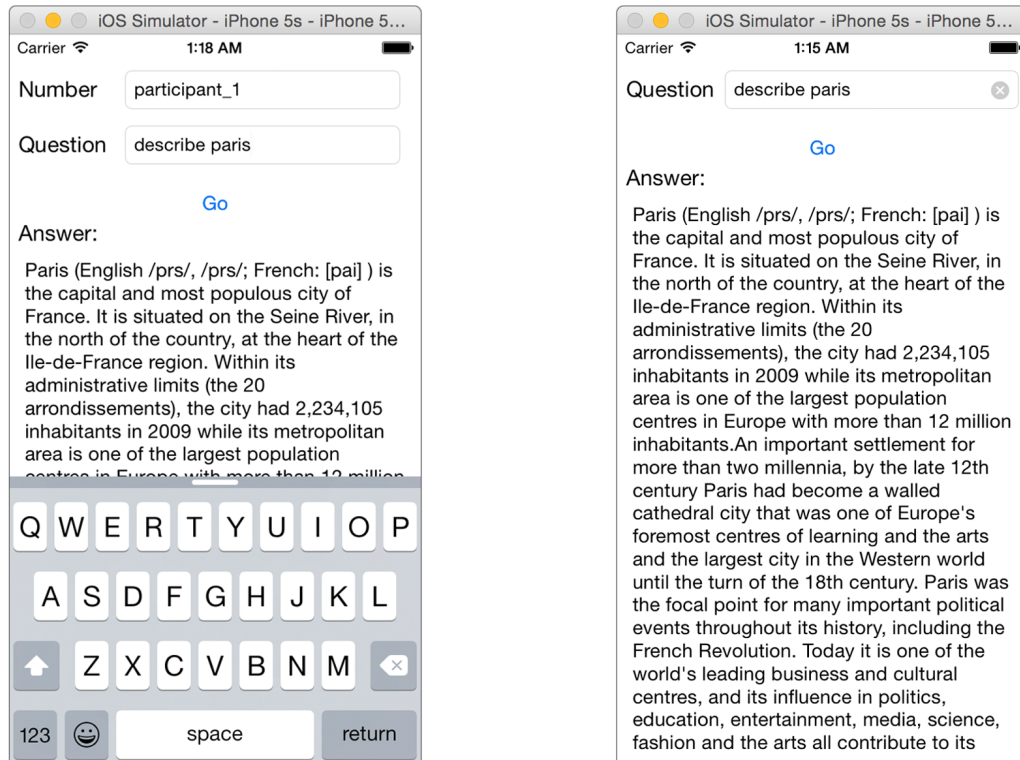 iOS Simulator - iPhone 5s - iPhone 5...
Carrier
1:18 AM
Number
participant_1
Question
describe paris
Go
Answer:
Paris (English /prs/, /prs/; French: [pai] ) is
the capital and most populous city of
France. It is situated on the Seine River, in
the north of the country, at the heart of the
Ile-de-France region. Within its
administrative limits (the 20
arrondissements), the city had 2,234,105
inhabitants in 2009 while its metropolitan
area is one of the largest population
centres in Europe with more than 12 million
Q W E R T Y U I O P
A S D F G H J K L
Z X C V B N M
123
space
return
iOS Simulator - iPhone 5s - iPhone 5...
Carrier
1:15 AM
Question
describe paris
Go
Answer:
Paris (English /prs/, /prs/; French: [pai] ) is
the capital and most populous city of
France. It is situated on the Seine River, in
the north of the country, at the heart of the
Ile-de-France region. Within its
administrative limits (the 20
arrondissements), the city had 2,234,105
inhabitants in 2009 while its metropolitan
area is one of the largest population
centres in Europe with more than 12 million
inhabitants.An important settlement for
more than two millennia, by the late 12th
century Paris had become a walled
cathedral city that was one of Europe's
foremost centres of learning and the arts
and the largest city in the Western world
until the turn of the 18th century. Paris was
the focal point for many important political
events throughout its history, including the
French Revolution. Today it is one of the
world's leading business and cultural
centres, and its influence in politics,
education, entertainment, media, science,
fashion and the arts all contribute to its